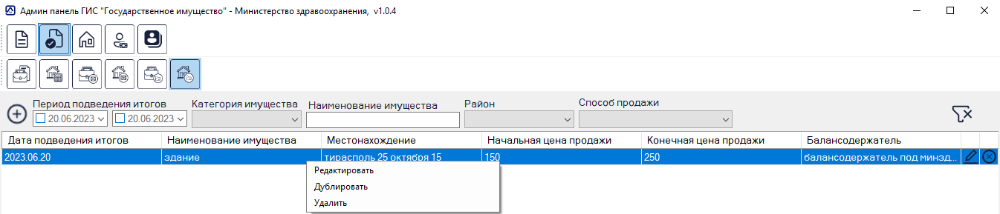 Админ панель ГИС "Государственное имущество" - Министерство здравоохранения, v1.0.4
Период подведения итогов
Категория имущества
Наименование имущества
Район
Способ продажи
20.06.2023
20.06.2023
Дата подведения итогов
Наименование имущества
Местонахождение
Начальная цена продажи
Конечная цена продажи
Балансодержатель
2023.06.20
здание
тирасполь 25 октября 15
150
250
балансодержатель под минзд...
Редактировать
Дублировать
Удалить